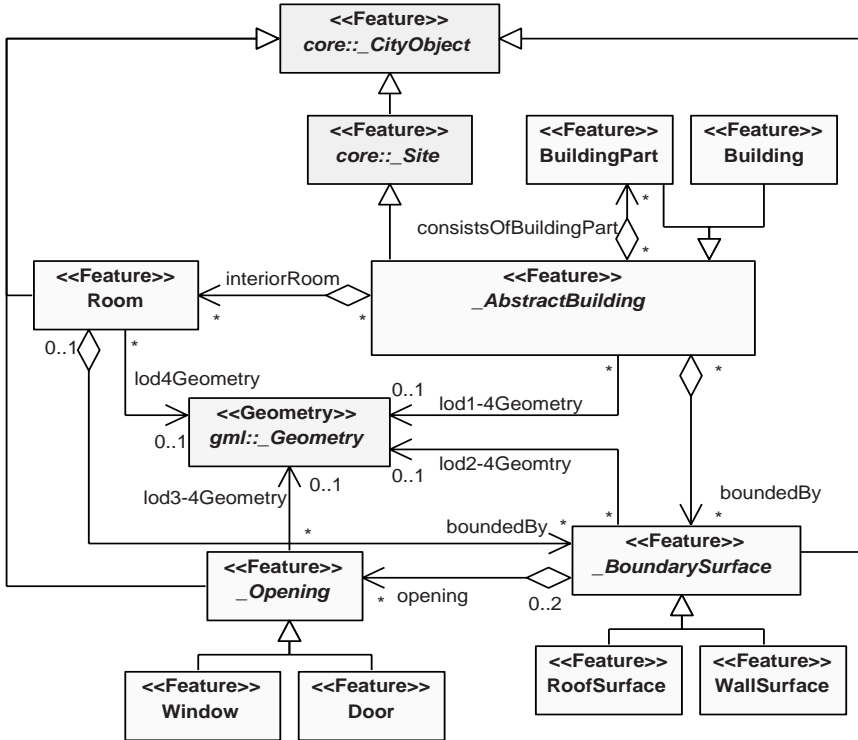 <<Feature>>
core::_CityObject
<<Feature>>
core::_Site
<<Feature>>
BuildingPart
<<Feature>>
Building
consistsOfBuildingPart
*
*
<<Feature>>
Room
interiorRoom
*
*
<<Feature>>
_AbstractBuilding
0..1
*
lod4Geometry
0..1
<<Geometry>>
gml::_Geometry
0..1
lod1-4Geometry
*
*
0..1
lod2-4Geomtry
*
boundedBy
*
lod3-4Geometry
0..1
*
boundedBy
*
<<Feature>>
_Opening
<<Feature>>
_BoundarySurface
*
opening
0..2
<<Feature>>
Window
<<Feature>>
Door
<<Feature>>
RoofSurface
<<Feature>>
WallSurface